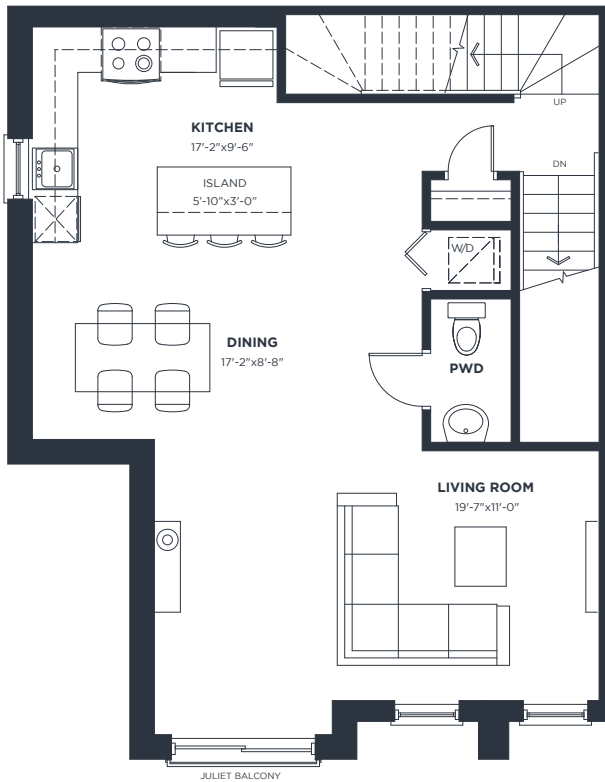 UP
KITCHEN
17'-2"x9'-6"
DN
ISLAND
5'-10"x3'-0"
W/D
DINING
17'-2"x8'-8"
PWD
LIVING ROOM
19'-7"x11'-0"
JULIET BALCONY